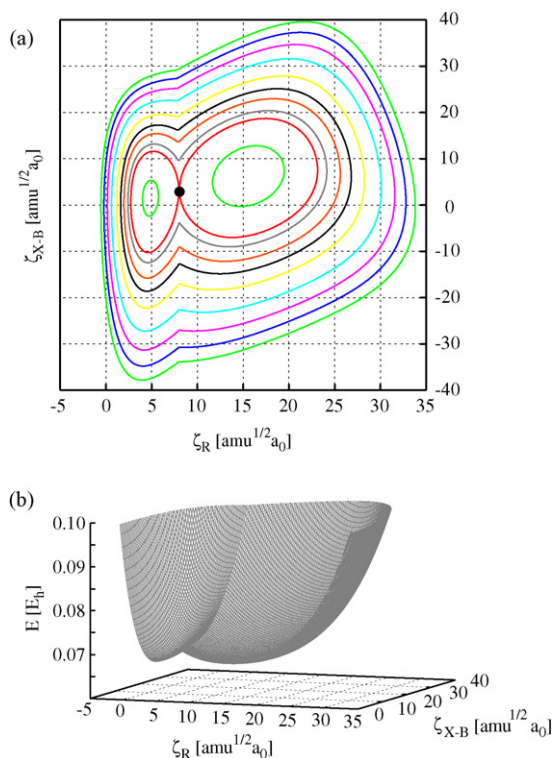 (a)
40
30
20
10
0
-10
-20
-30
-40
ζX-B [amu1/2a0]
-5 0 5 10 15 20 25 30 35
ζR [amu1/2a0]
(b)
E [Eh]
0.10
0.09
0.08
0.07
-5 0 5 10 15 20 25 30 35
ζR [amu1/2a0]
0 10 20 30 40
ζX-B [amu1/2 a0]